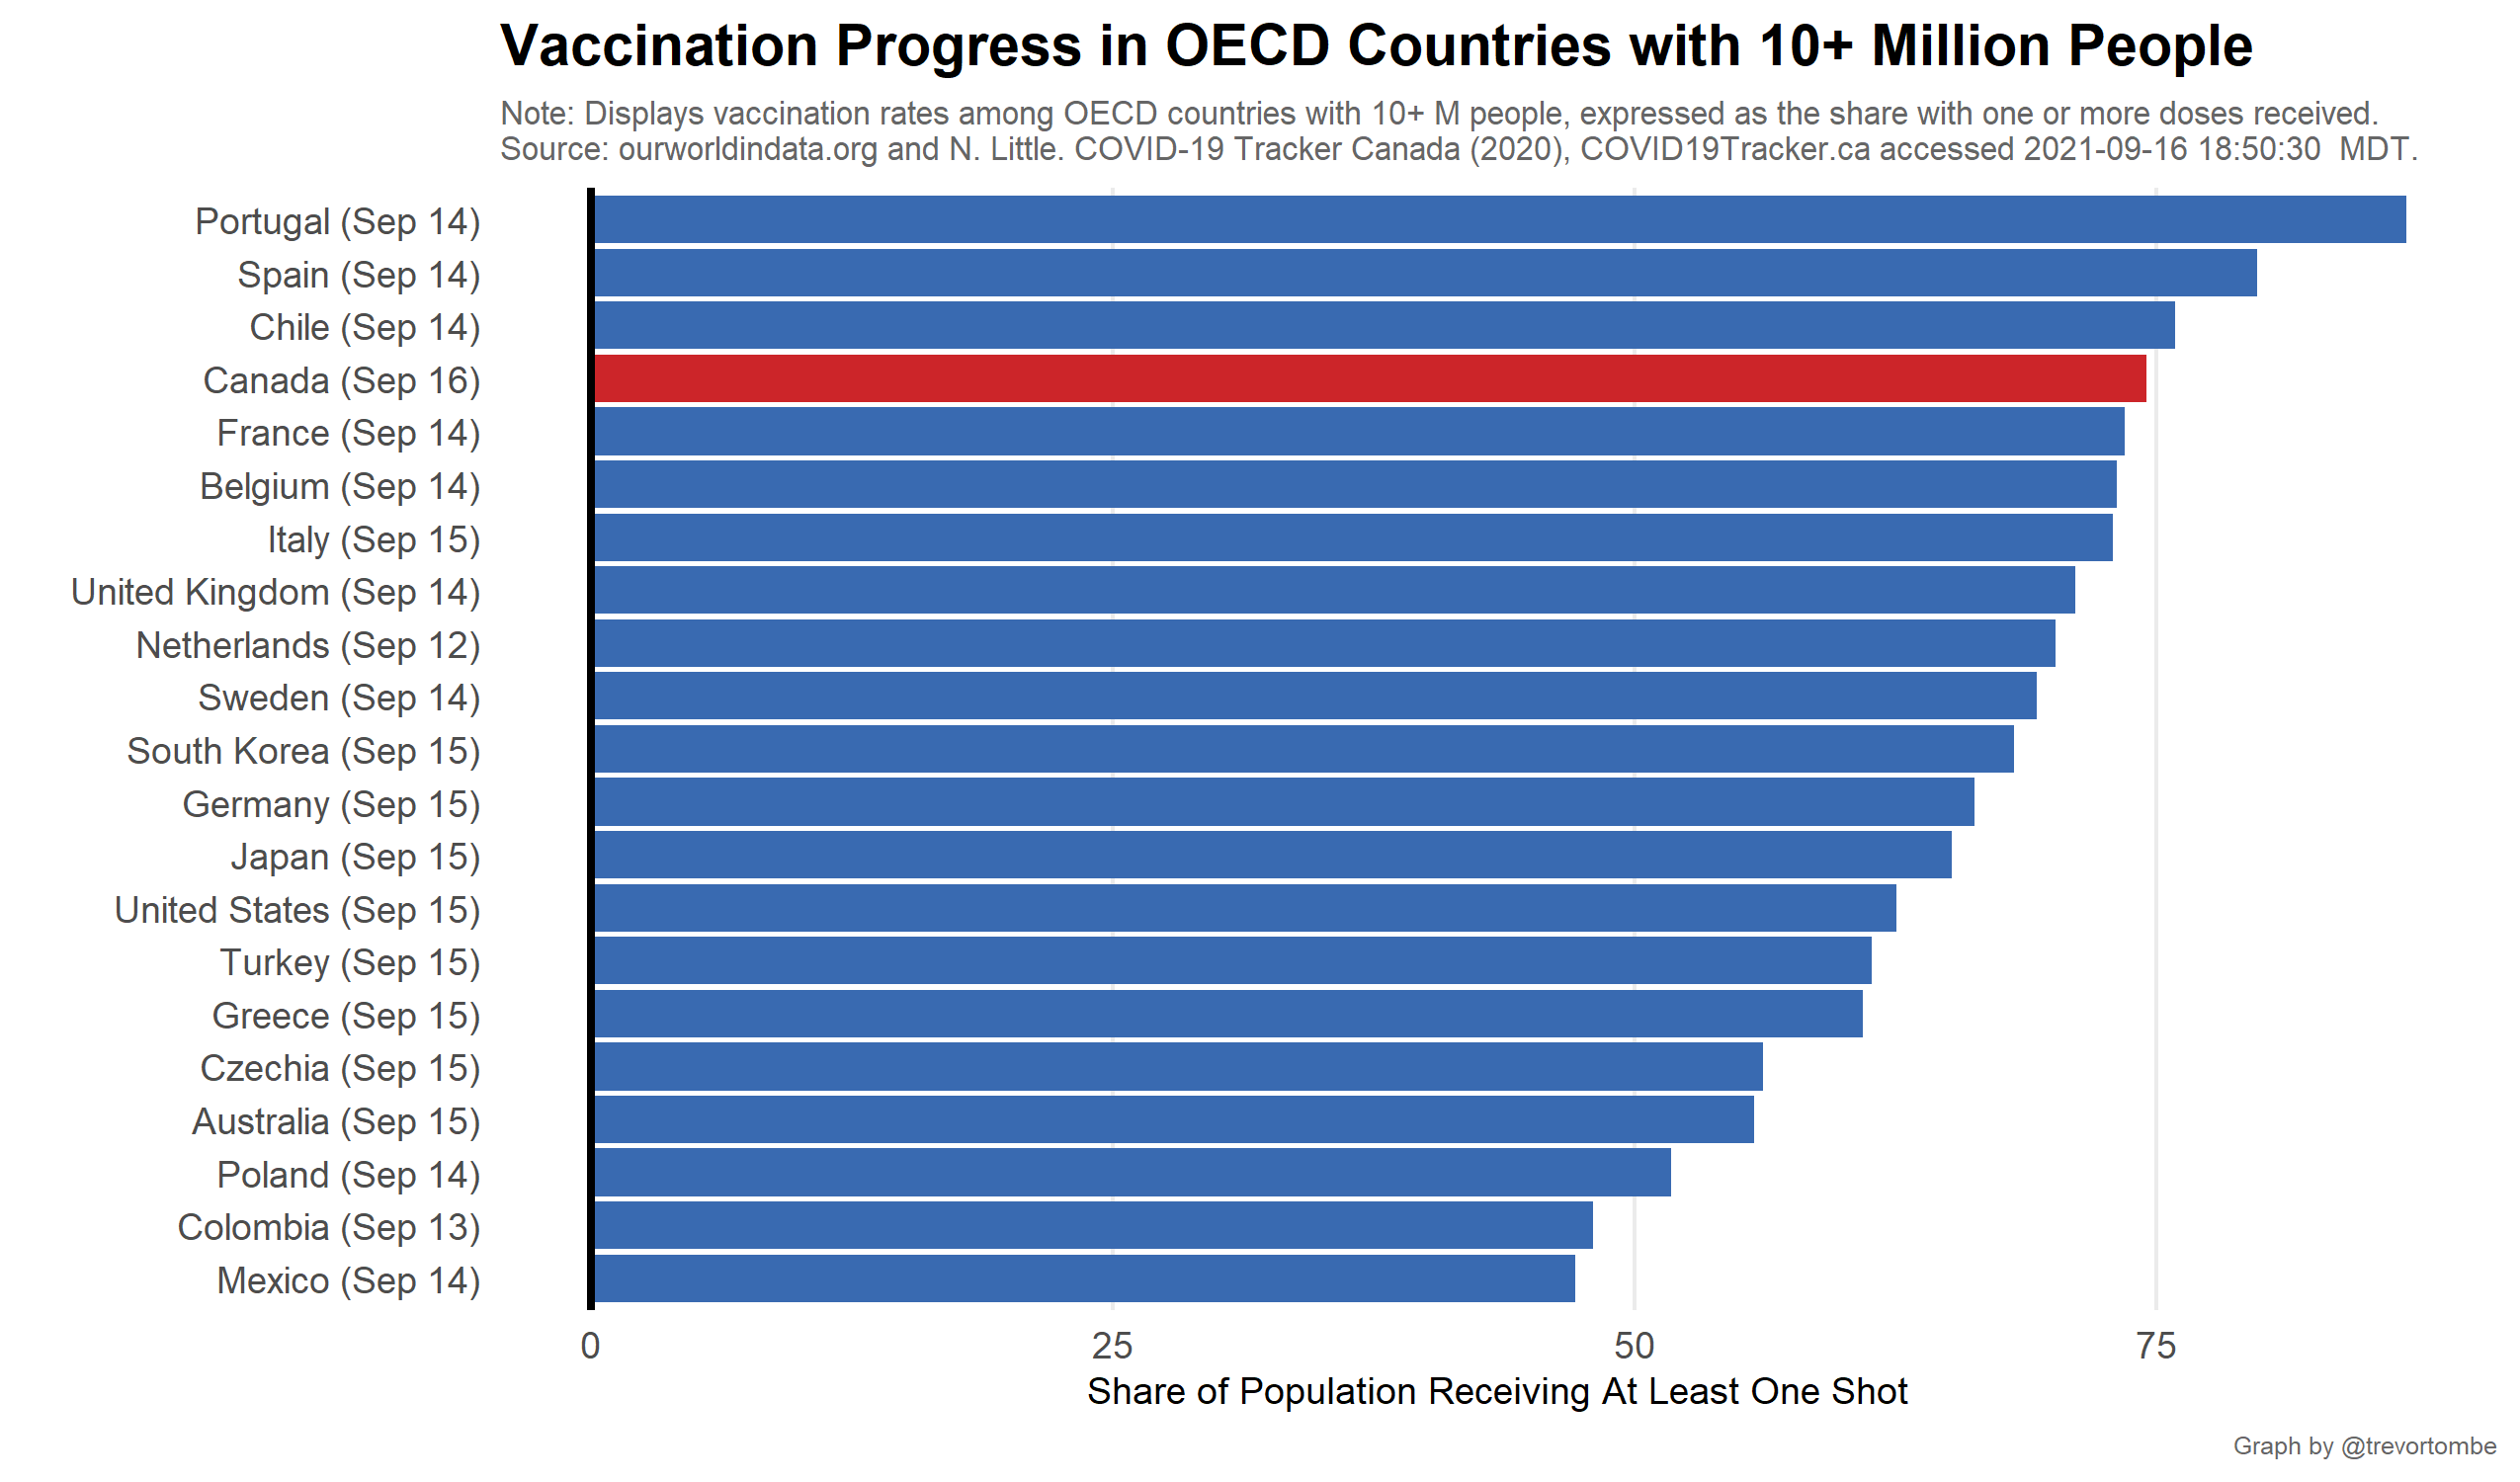 Vaccination Progress in OECD Countries with 10+ Million People
Note: Displays vaccination rates among OECD countries with 10+ M people, expressed as the share with one or more doses received.
Source: ourworldindata.org and N. Little. COVID-19 Tracker Canada (2020), COVID19Tracker.ca accessed 2021-09-16 18:50:30  MDT.
Portugal (Sep 14)
Spain (Sep 14)
Chile (Sep 14)
Canada (Sep 16)
France (Sep 14)
Belgium (Sep 14)
Italy (Sep 15)
United Kingdom (Sep 14)
Netherlands (Sep 12)
Sweden (Sep 14)
South Korea (Sep 15)
Germany (Sep 15)
Japan (Sep 15)
United States (Sep 15)
Turkey (Sep 15)
Greece (Sep 15)
Czechia (Sep 15)
Australia (Sep 15)
Poland (Sep 14)
Colombia (Sep 13)
Mexico (Sep 14)
0 25 50 75
Share of Population Receiving At Least One Shot
Graph by @trevortombe